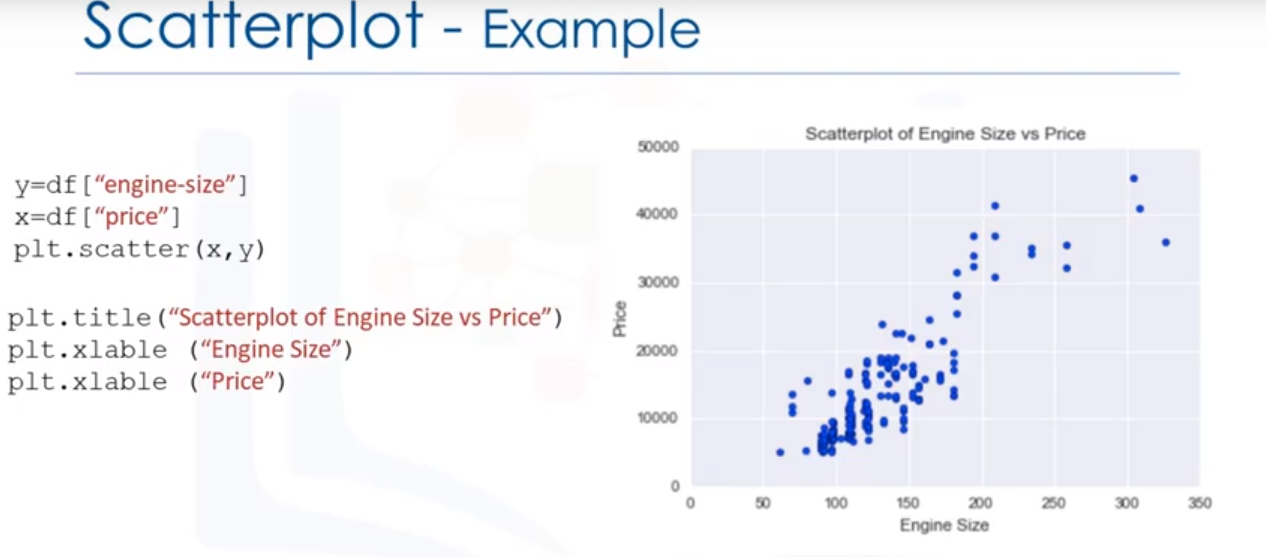 Scatterplot - Example
y=df[“engine-size”]
x=df[“price”]
plt.scatter(x,y)
plt.title(“Scatterplot of Engine Size vs Price”)
plt.xlable (“Engine Size”)
plt.xlable (“Price”)
Scatterplot of Engine Size vs Price
50000
40000
30000
20000
10000
0
Price
0 50 100 150 200 250 300 350
Engine Size